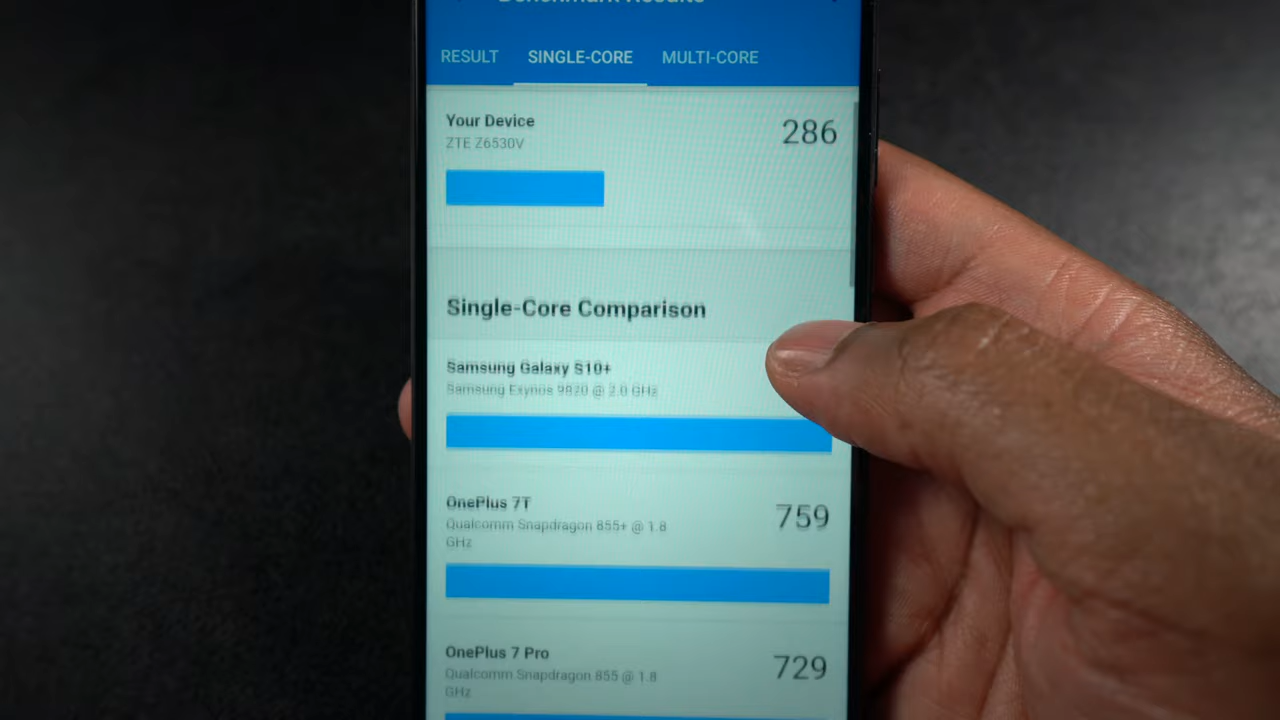 Benchmark Results
RESULT SINGLE-CORE MULTI-CORE
Your Device
286
ZTE Z6530V
Single-Core Comparison
Samsung Galaxy S10+
Samsung Exynos 9820 @ 2.0 GHz
OnePlus 7T
759
Qualcomm Snapdragon 855+ @ 1.8
GHz
OnePlus 7 Pro
729
Qualcomm Snapdragon 855 @ 1.8
GHz